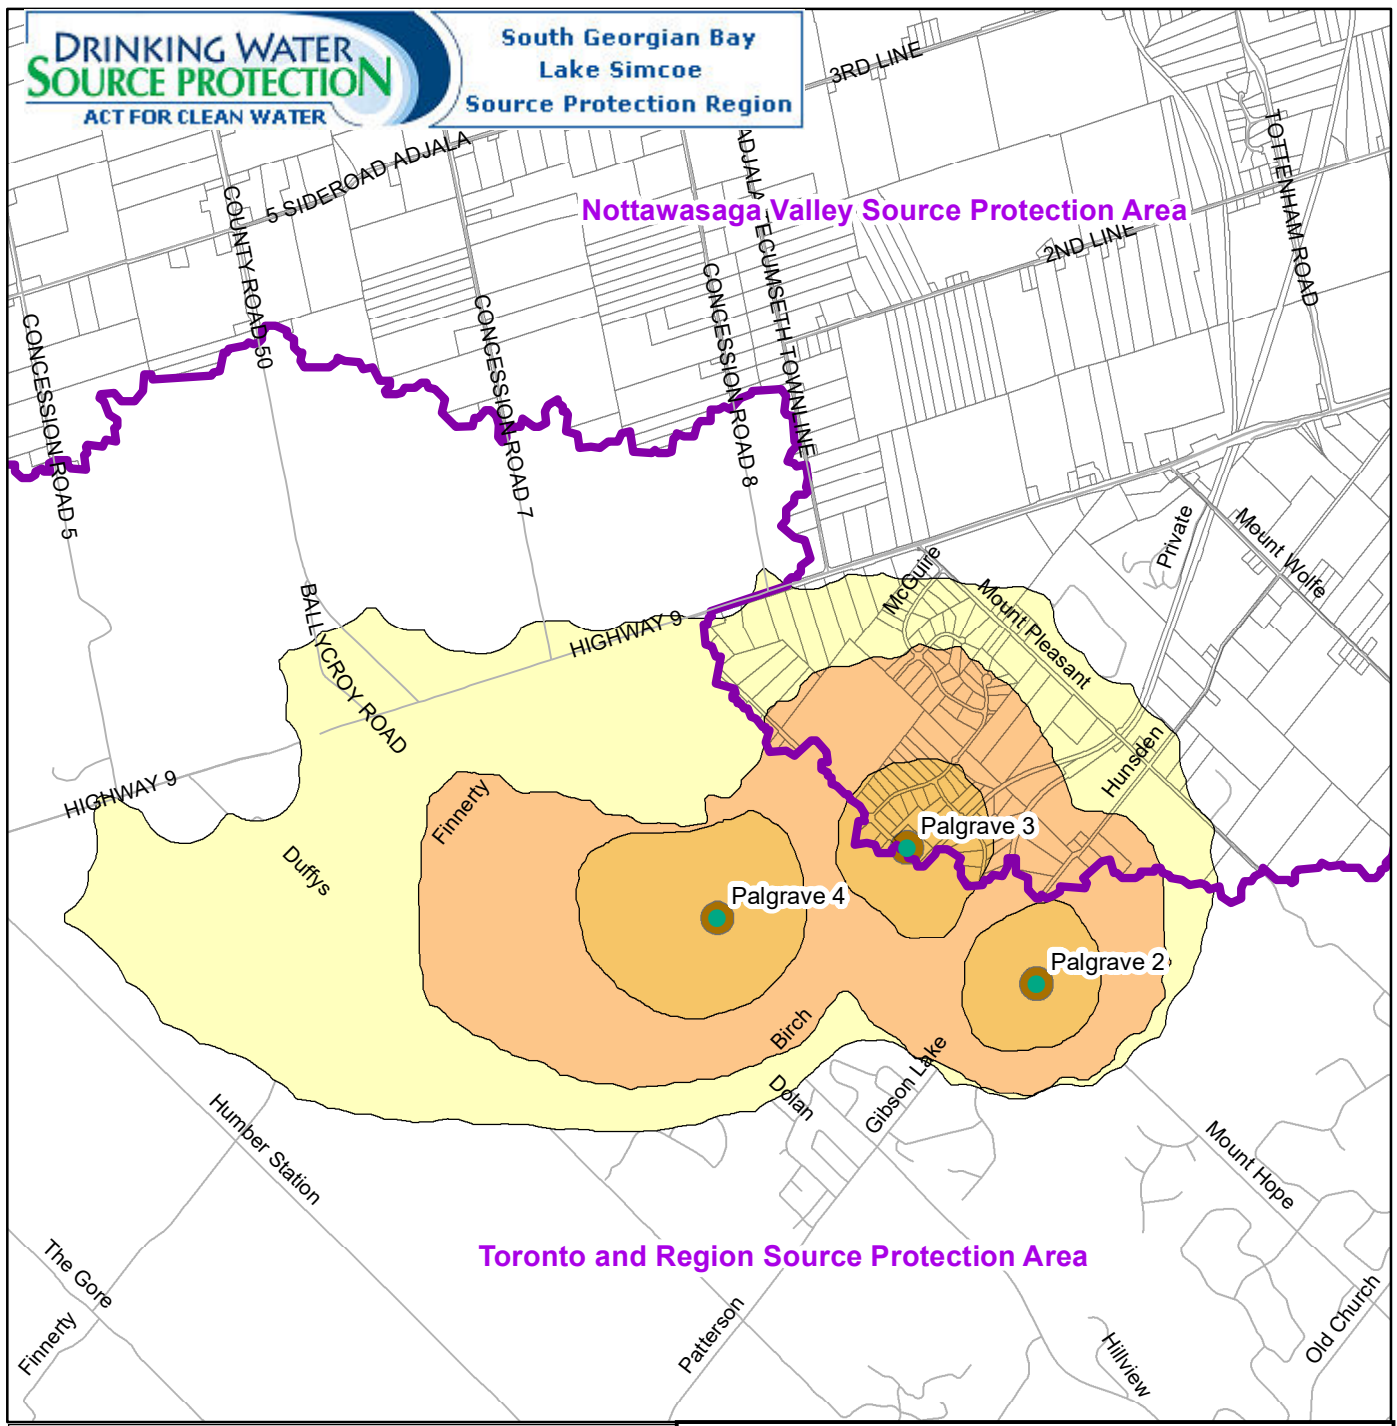 DRINKING WATER
SOURCE PROTECTION
ACT FOR CLEAN WATER
South Georgian Bay
Lake Simcoe
Source Protection Region
3RD LINE
TOTTENHAM ROAD
5 SIDEROAD ADJALA
COUNTY ROAD 50
ADJALA TECUMSETH TOWNLINE
Nottawasaga Valley Source Protection Area
2ND LINE
CONCESSION ROAD 5
CONCESSION ROAD 7
CONCESSION ROAD 8
Private
Mount Wolfe
McGuire
Mount Pleasant
BALLYCROY ROAD
HIGHWAY 9
Hunsden
HIGHWAY 9
Finnerty
Palgrave 3
Duffys
Palgrave 4
Palgrave 2
Birch
Dolan
Gibson Lake
Humber Station
Mount Hope
Toronto and Region Source Protection Area
The Gore
Finnerty
Patterson
Hillview
Old Church